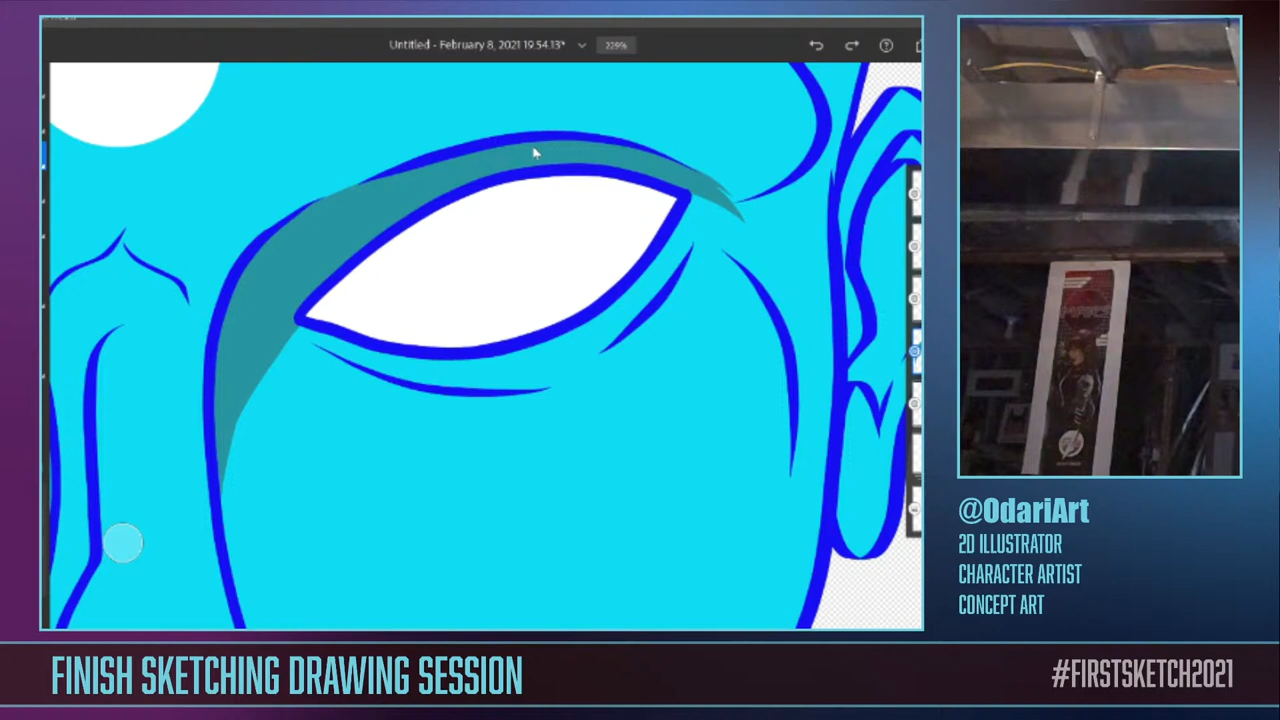 Untitled - February 8, 2021 19.54.13*
229%
@OdariArt
2D ILLUSTRATOR
CHARACTER ARTIST
CONCEPT ART
FINISH SKETCHING DRAWING SESSION
#FIRSTSKETCH2021